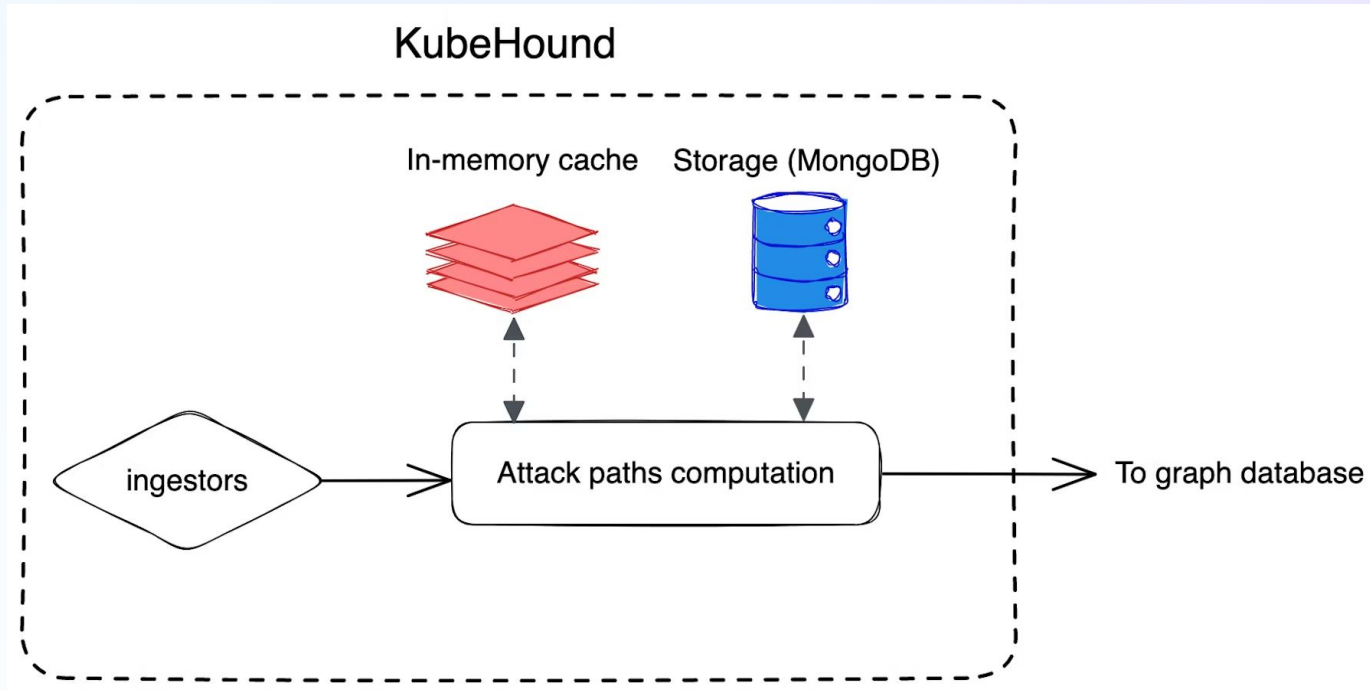 KubeHound
In-memory cache
Storage (MongoDB)
ingestors
Attack paths computation
To graph database